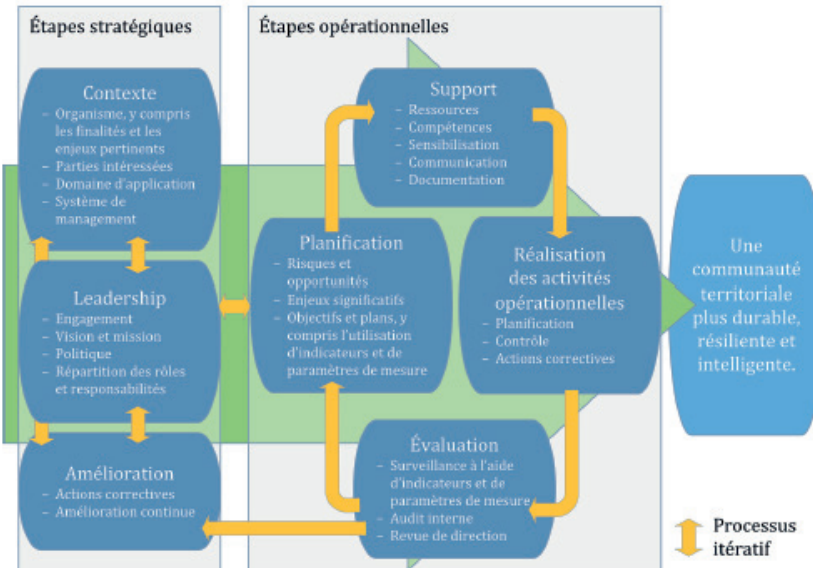 Étapes stratégiques
Contexte
– Organisme, y compris
les finalités et les
enjeux pertinents
– Parties intéressées
– Domaine d'application
– Système de
management
Leadership
– Engagement
– Vision et mission
– Politique
– Répartition des rôles
et responsabilités
Amélioration
– Actions correctives
– Amélioration continue
Étapes opérationnelles
Support
– Ressources
– Compétences
– Sensibilisation
– Communication
– Documentation
Planification
– Risques et
opportunités
– Enjeux significatifs
– Objectifs et plans, y
compris l'utilisation
d'indicateurs et de
paramètres de mesure
Réalisation
des activités
opérationnelles
– Planification
– Contrôle
– Actions correctives
Évaluation
– Surveillance à l'aide
d'indicateurs et de
paramètres de mesure
– Audit interne
– Revue de direction
Une
communauté
territoriale
plus durable,
résiliente et
intelligente.
Processus
itératif